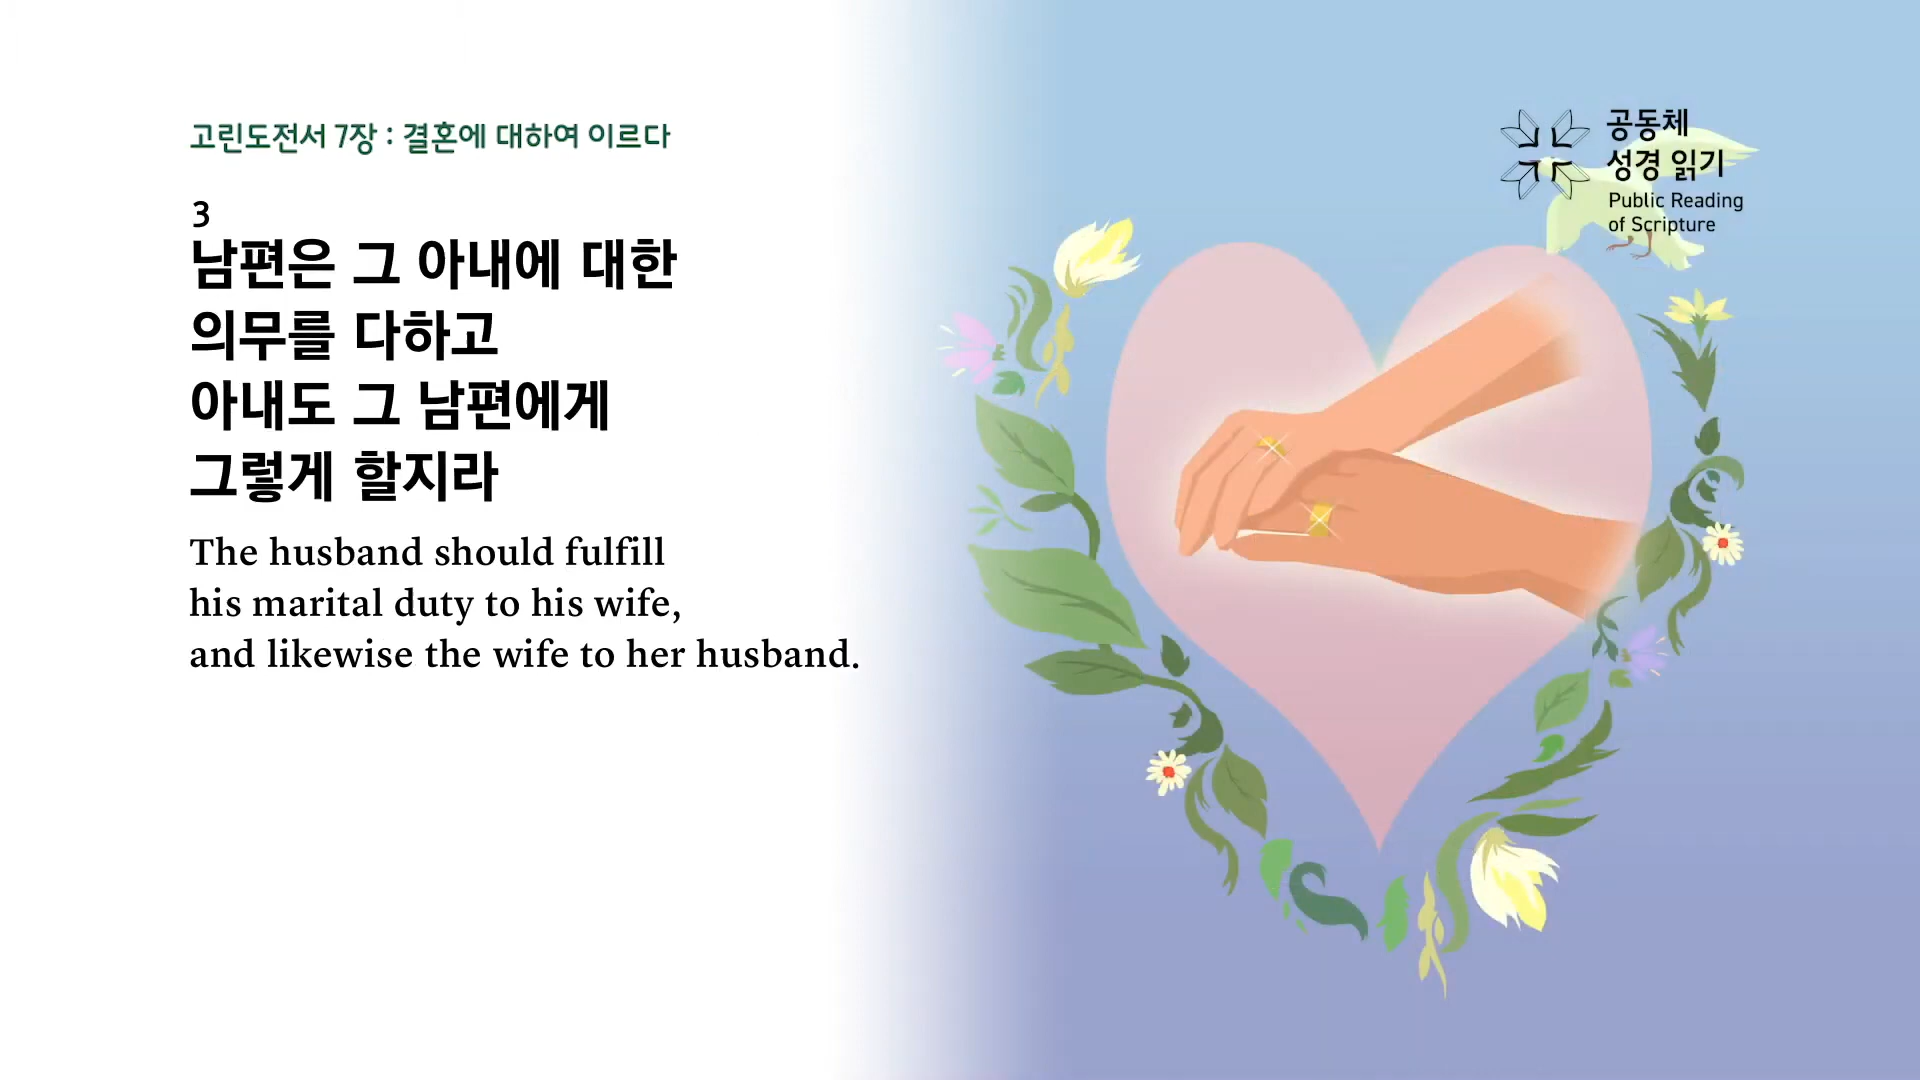 고린도전서 7장 : 결혼에 대하여 이르다
3
남편은 그 아내에 대한
의무를 다하고
아내도 그 남편에게
그렇게 할지라
The husband should fulfill
his marital duty to his wife,
and likewise the wife to her husband.
공동체
성경 읽기
Public Reading
of Scripture